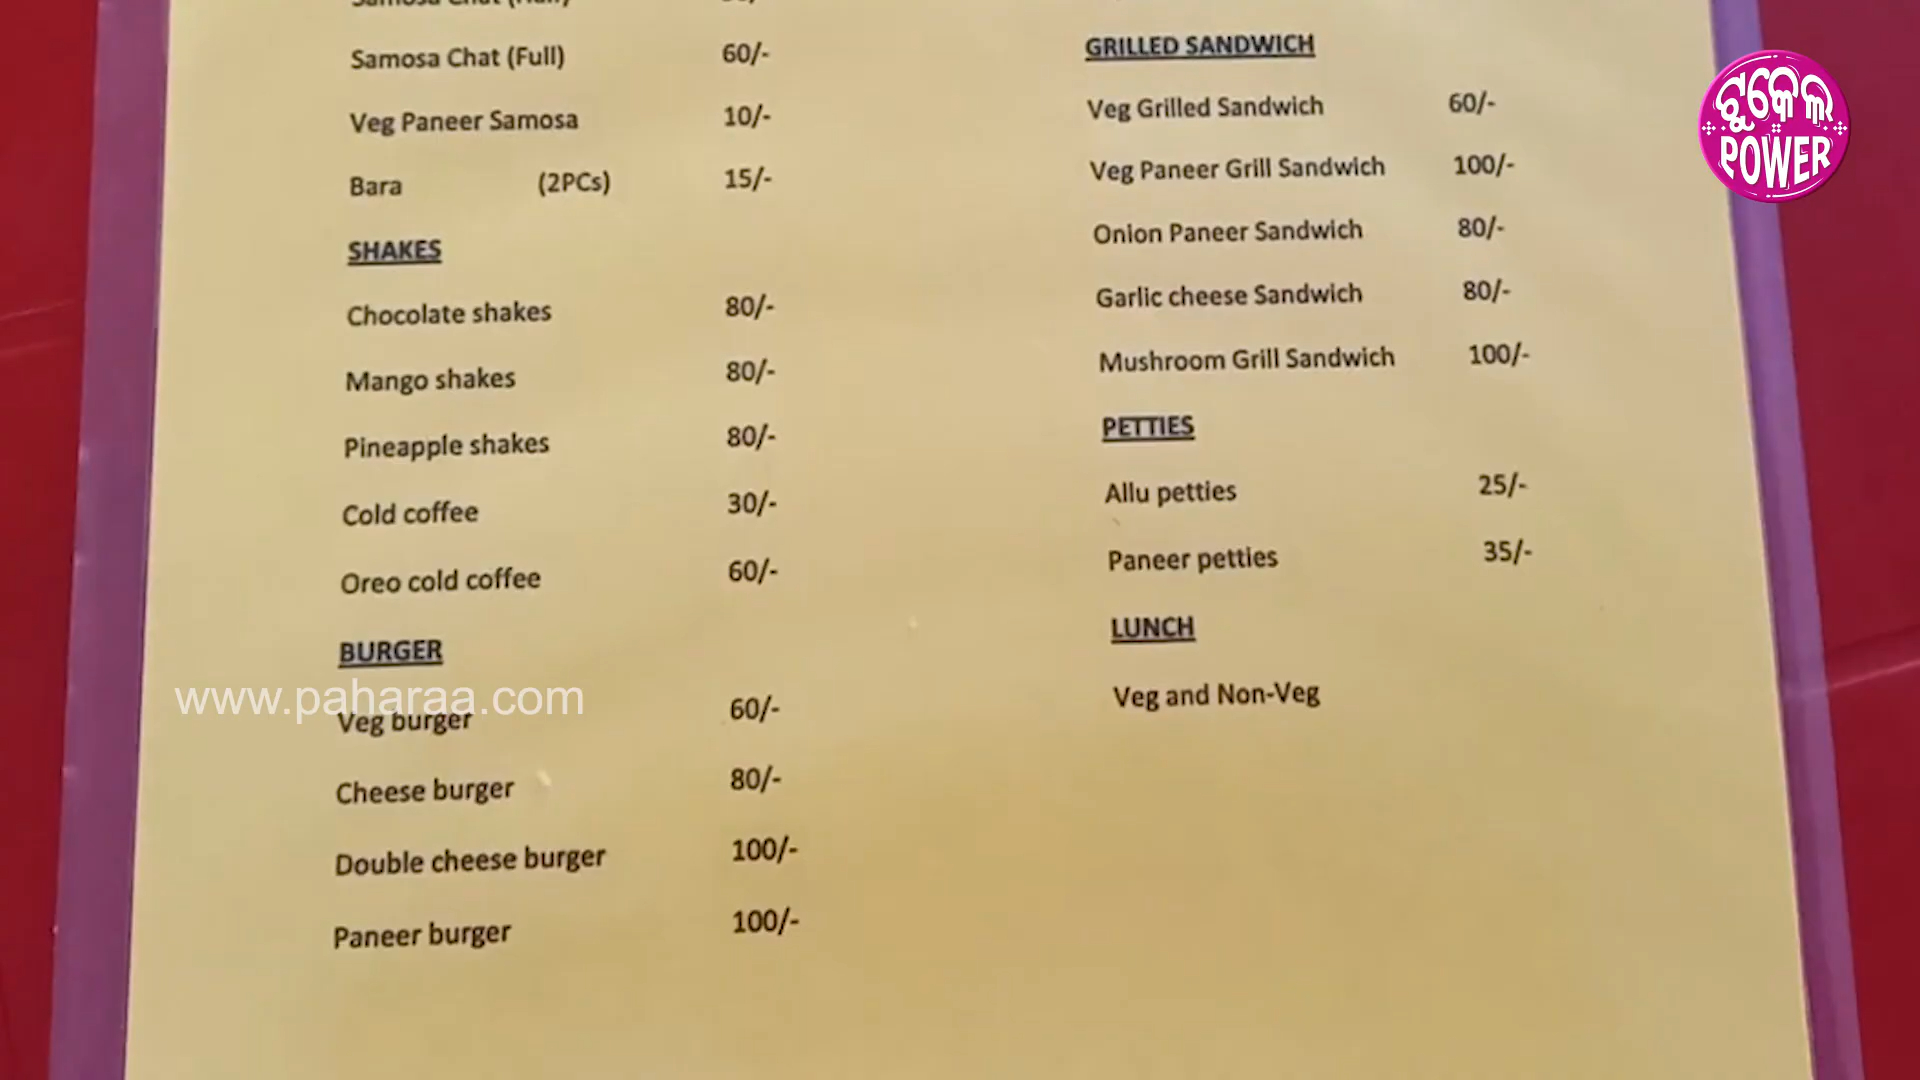 Samosa Chat (Full) 60/-
Veg Paneer Samosa 10/-
Bara (2PCs) 15/-
SHAKES
Chocolate shakes 80/-
Mango shakes 80/-
Pineapple shakes 80/-
Cold coffee 30/-
Oreo cold coffee 60/-
BURGER
www.paharaa.com
Veg burger 60/-
Cheese burger 80/-
Double cheese burger 100/-
Paneer burger 100/-
GRILLED SANDWICH
Veg Grilled Sandwich 60/-
Veg Paneer Grill Sandwich 100/-
Onion Paneer Sandwich 80/-
Garlic cheese Sandwich 80/-
Mushroom Grill Sandwich 100/-
PETTIES
Allu petties 25/-
Paneer petties 35/-
LUNCH
Veg and Non-Veg
ଟୁକେଲ
POWER